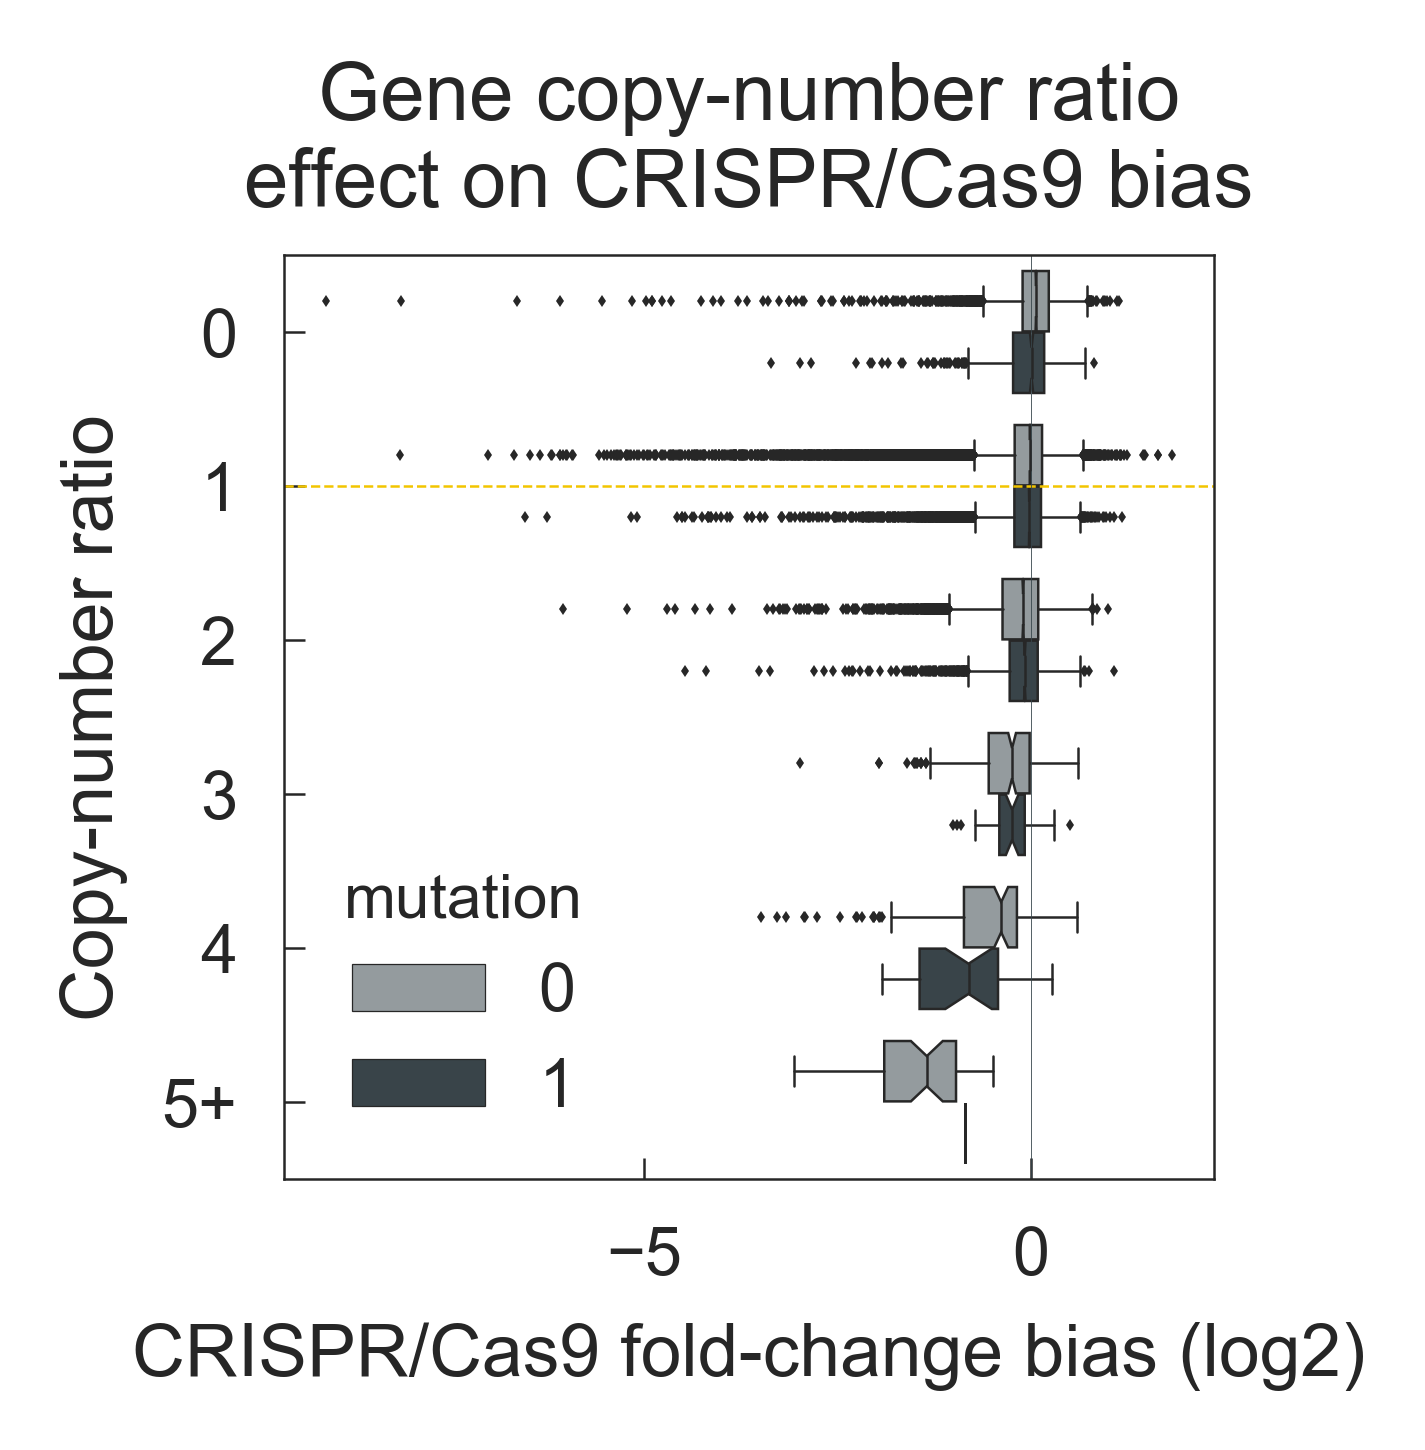 Gene copy-number ratio
effect on CRISPR/Cas9 bias
Copy-number ratio
0
1
2
3
4
5+
mutation
0
1
−5
0
CRISPR/Cas9 fold-change bias (log2)